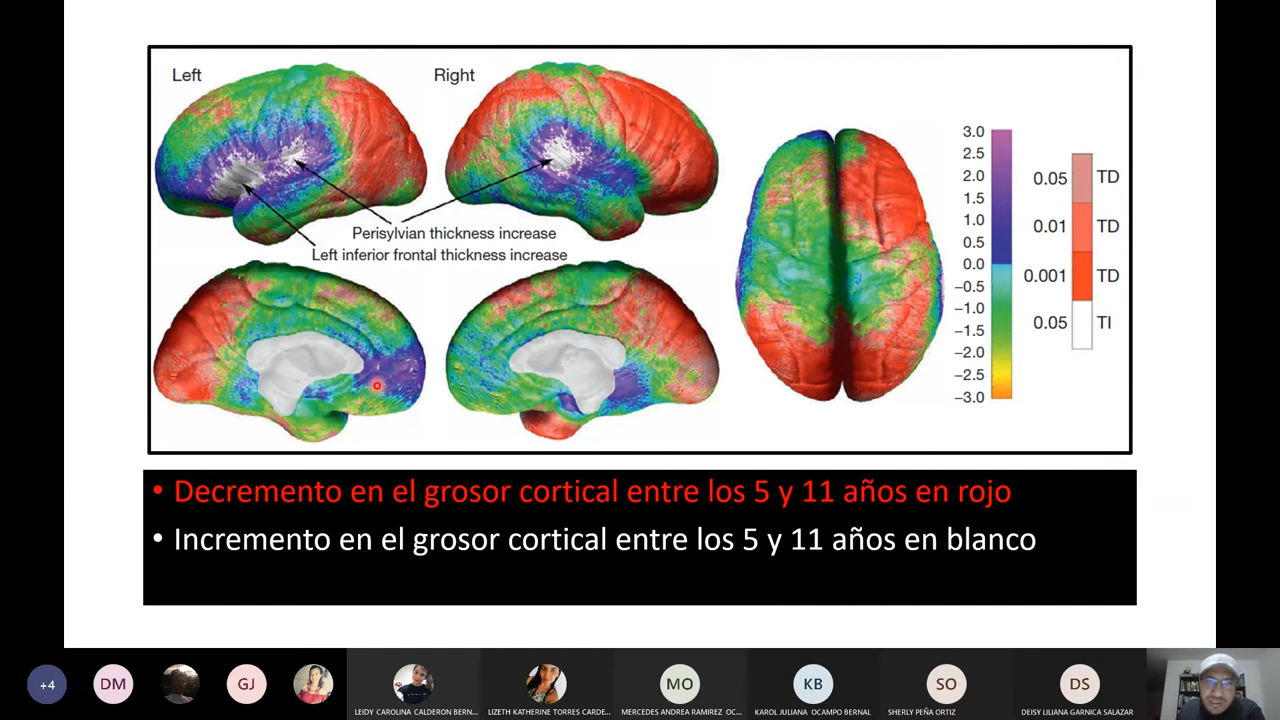 Left
Right
Perisylvian thickness increase
Left inferior frontal thickness increase
3.0
2.5
2.0
1.5
1.0
0.5
0.0
−0.5
−1.0
−1.5
−2.0
−2.5
−3.0
0.05 TD
0.01 TD
0.001 TD
0.05 TI
• Decremento en el grosor cortical entre los 5 y 11 años en rojo
• Incremento en el grosor cortical entre los 5 y 11 años en blanco
+4
DM
GJ
MO
KB
SO
DS
LEIDY CAROLINA CALDERON BERN...
LIZETH KATHERINE TORRES CARDE...
MERCEDES ANDREA RAMIREZ OC...
KAROL JULIANA OCAMPO BERNAL
SHERLY PEÑA ORTIZ
DEISY LILIANA GARNICA SALAZAR